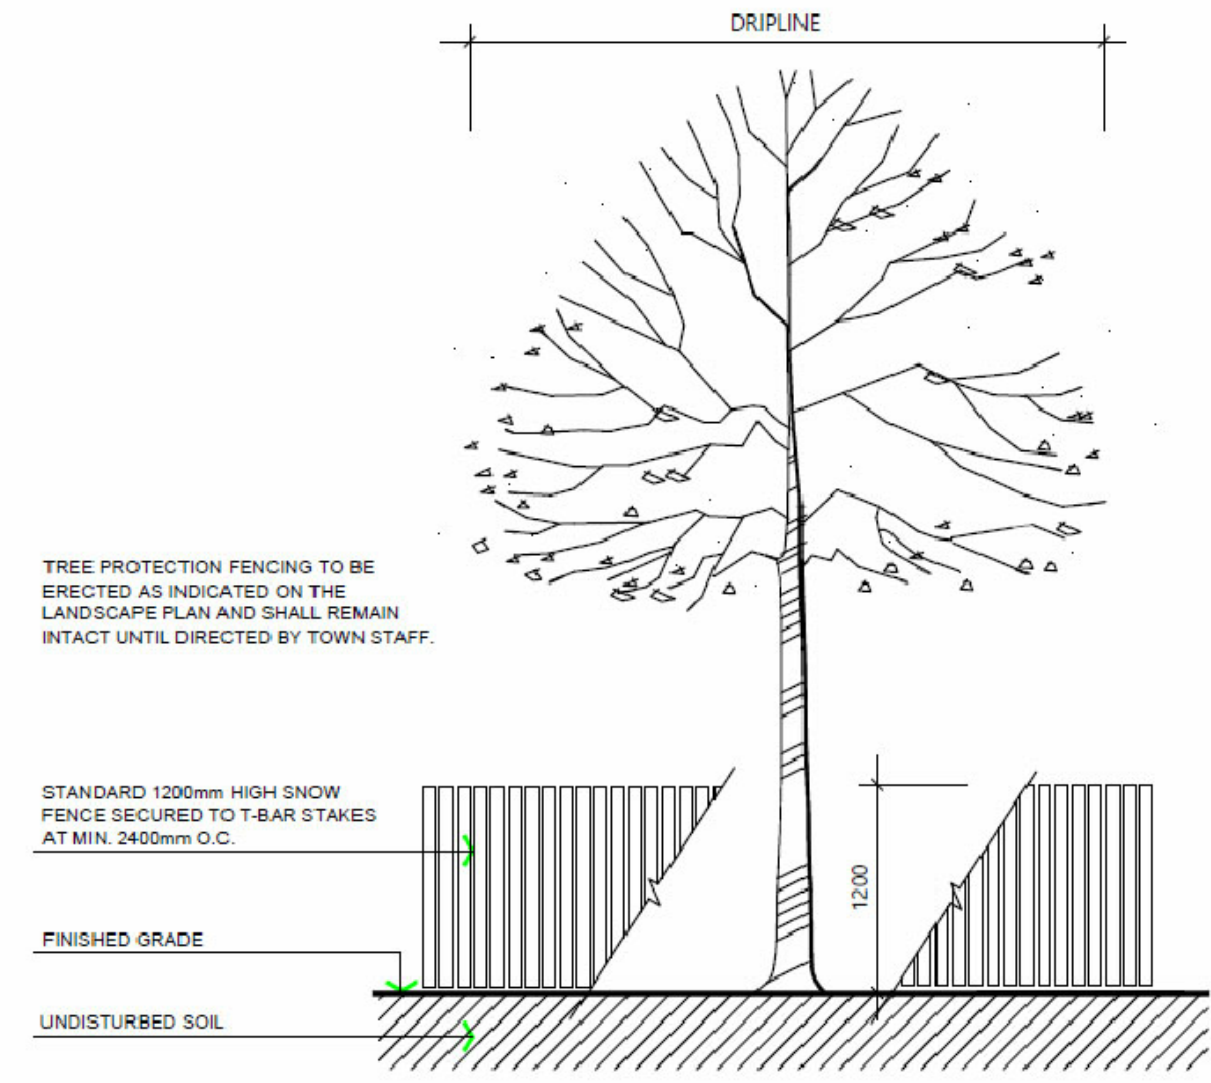 DRIPLINE
TREE PROTECTION FENCING TO BE
ERECTED AS INDICATED ON THE
LANDSCAPE PLAN AND SHALL REMAIN
INTACT UNTIL DIRECTED BY TOWN STAFF.
STANDARD 1200mm HIGH SNOW
FENCE SECURED TO T-BAR STAKES
AT MIN. 2400mm O.C.
1200
FINISHED GRADE
UNDISTURBED SOIL